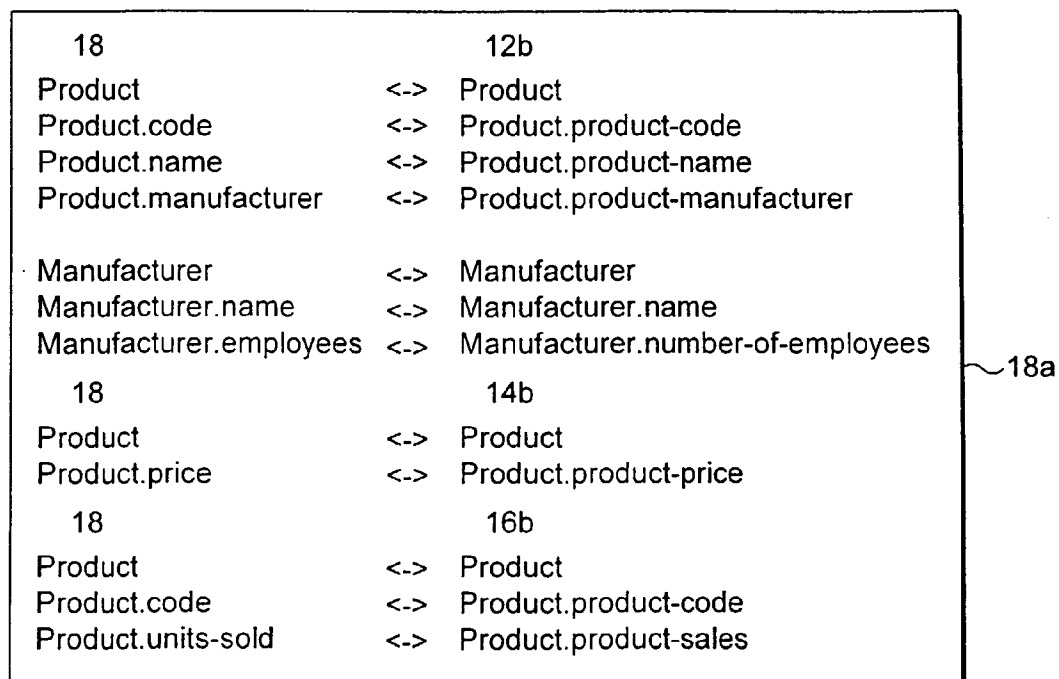 18 12b
Product <-> Product
Product.code <-> Product.product-code
Product.name <-> Product.product-name
Product.manufacturer <-> Product.product-manufacturer
Manufacturer <-> Manufacturer
Manufacturer.name <-> Manufacturer.name
Manufacturer.employees <-> Manufacturer.number-of-employees
18a
18 14b
Product <-> Product
Product.price <-> Product.product-price
18 16b
Product <-> Product
Product.code <-> Product.product-code
Product.units-sold <-> Product.product-sales